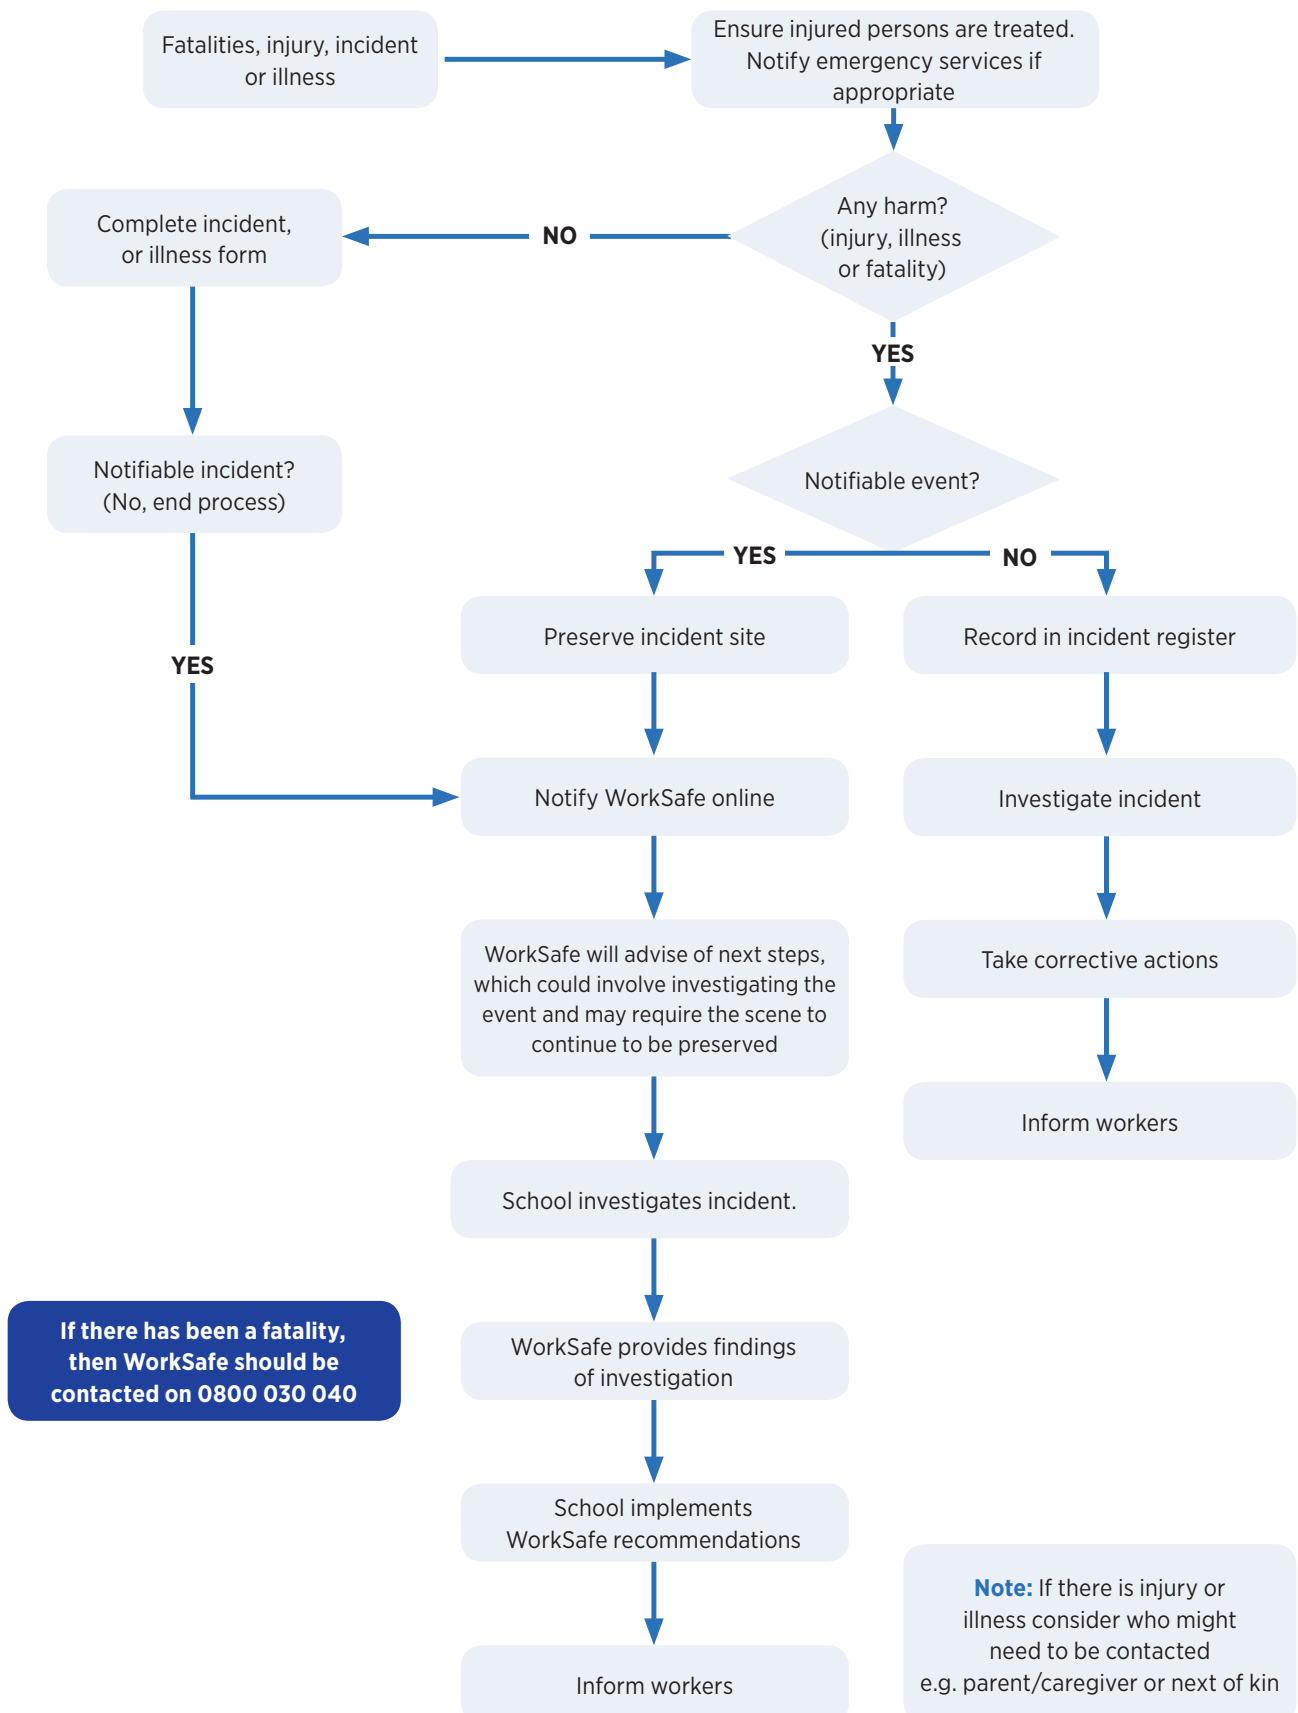 Fatalities, injury, incident
or illness
Ensure injured persons are treated.
Notify emergency services if
appropriate
Any harm?
(injury, illness
or fatality)
NO
Complete incident,
or illness form
YES
Notifiable incident?
(No, end process)
Notifiable event?
YES
NO
Preserve incident site
Record in incident register
YES
Notify WorkSafe online
Investigate incident
WorkSafe will advise of next steps,
which could involve investigating the
event and may require the scene to
continue to be preserved
Take corrective actions
Inform workers
School investigates incident.
If there has been a fatality,
then WorkSafe should be
contacted on 0800 030 040
WorkSafe provides findings
of investigation
School implements
WorkSafe recommendations
Note: If there is injury or
illness consider who might
need to be contacted
e.g. parent/caregiver or next of kin
Inform workers